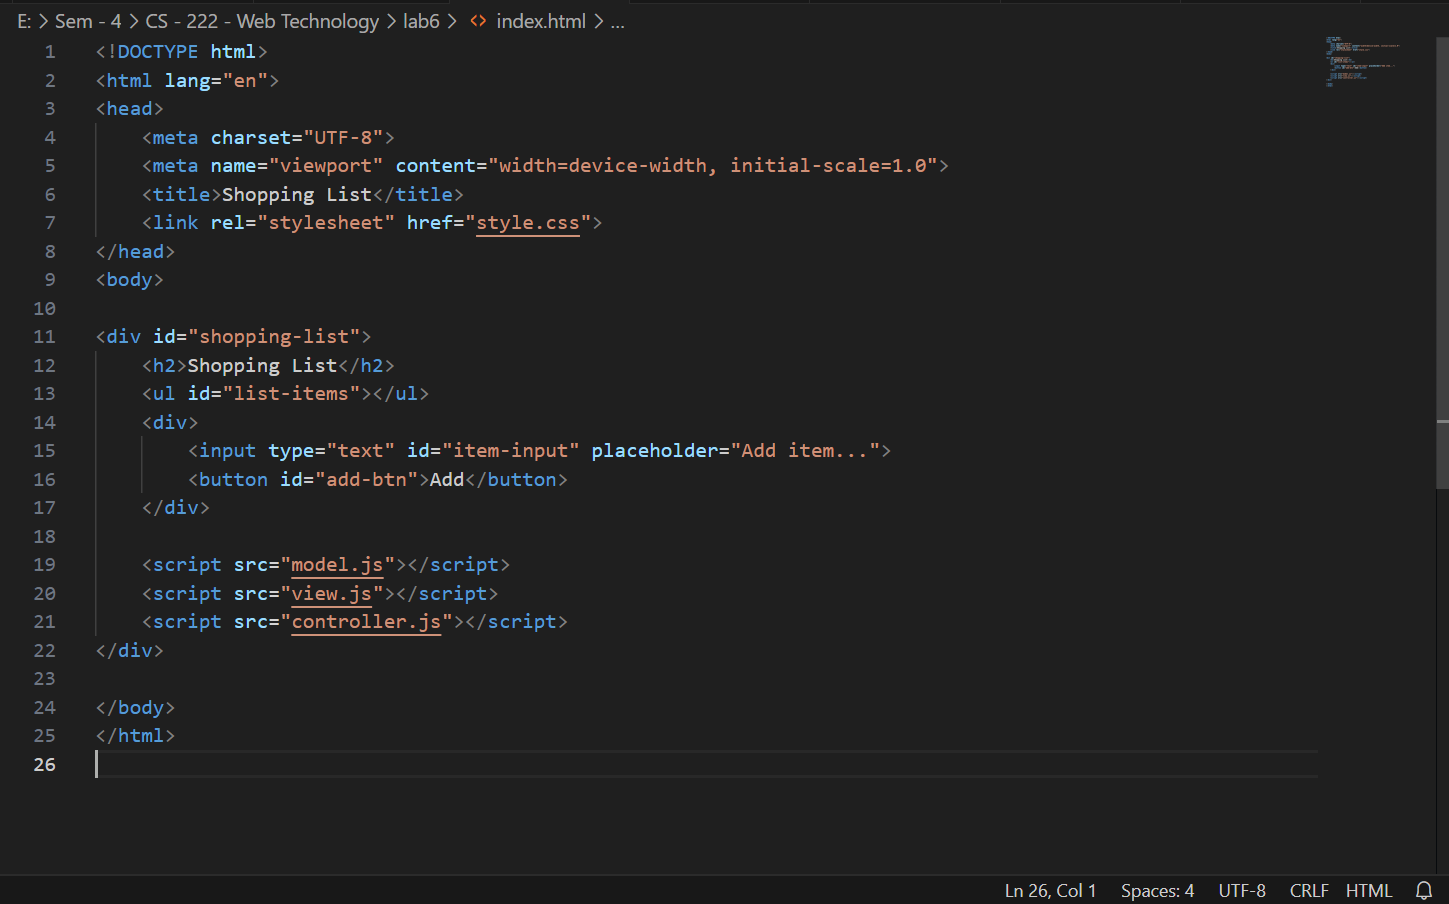 E: > Sem - 4 > CS - 222 - Web Technology > lab6 > <> index.html > ...
1 <!DOCTYPE html>
2 <html lang="en">
3 <head>
4     <meta charset="UTF-8">
5     <meta name="viewport" content="width=device-width, initial-scale=1.0">
6     <title>Shopping List</title>
7     <link rel="stylesheet" href="style.css">
8 </head>
9 <body>
10
11 <div id="shopping-list">
12     <h2>Shopping List</h2>
13     <ul id="list-items"></ul>
14     <div>
15         <input type="text" id="item-input" placeholder="Add item...">
16         <button id="add-btn">Add</button>
17     </div>
18
19     <script src="model.js"></script>
20     <script src="view.js"></script>
21     <script src="controller.js"></script>
22 </div>
23
24 </body>
25 </html>
26
Ln 26, Col 1 Spaces: 4 UTF-8 CRLF HTML